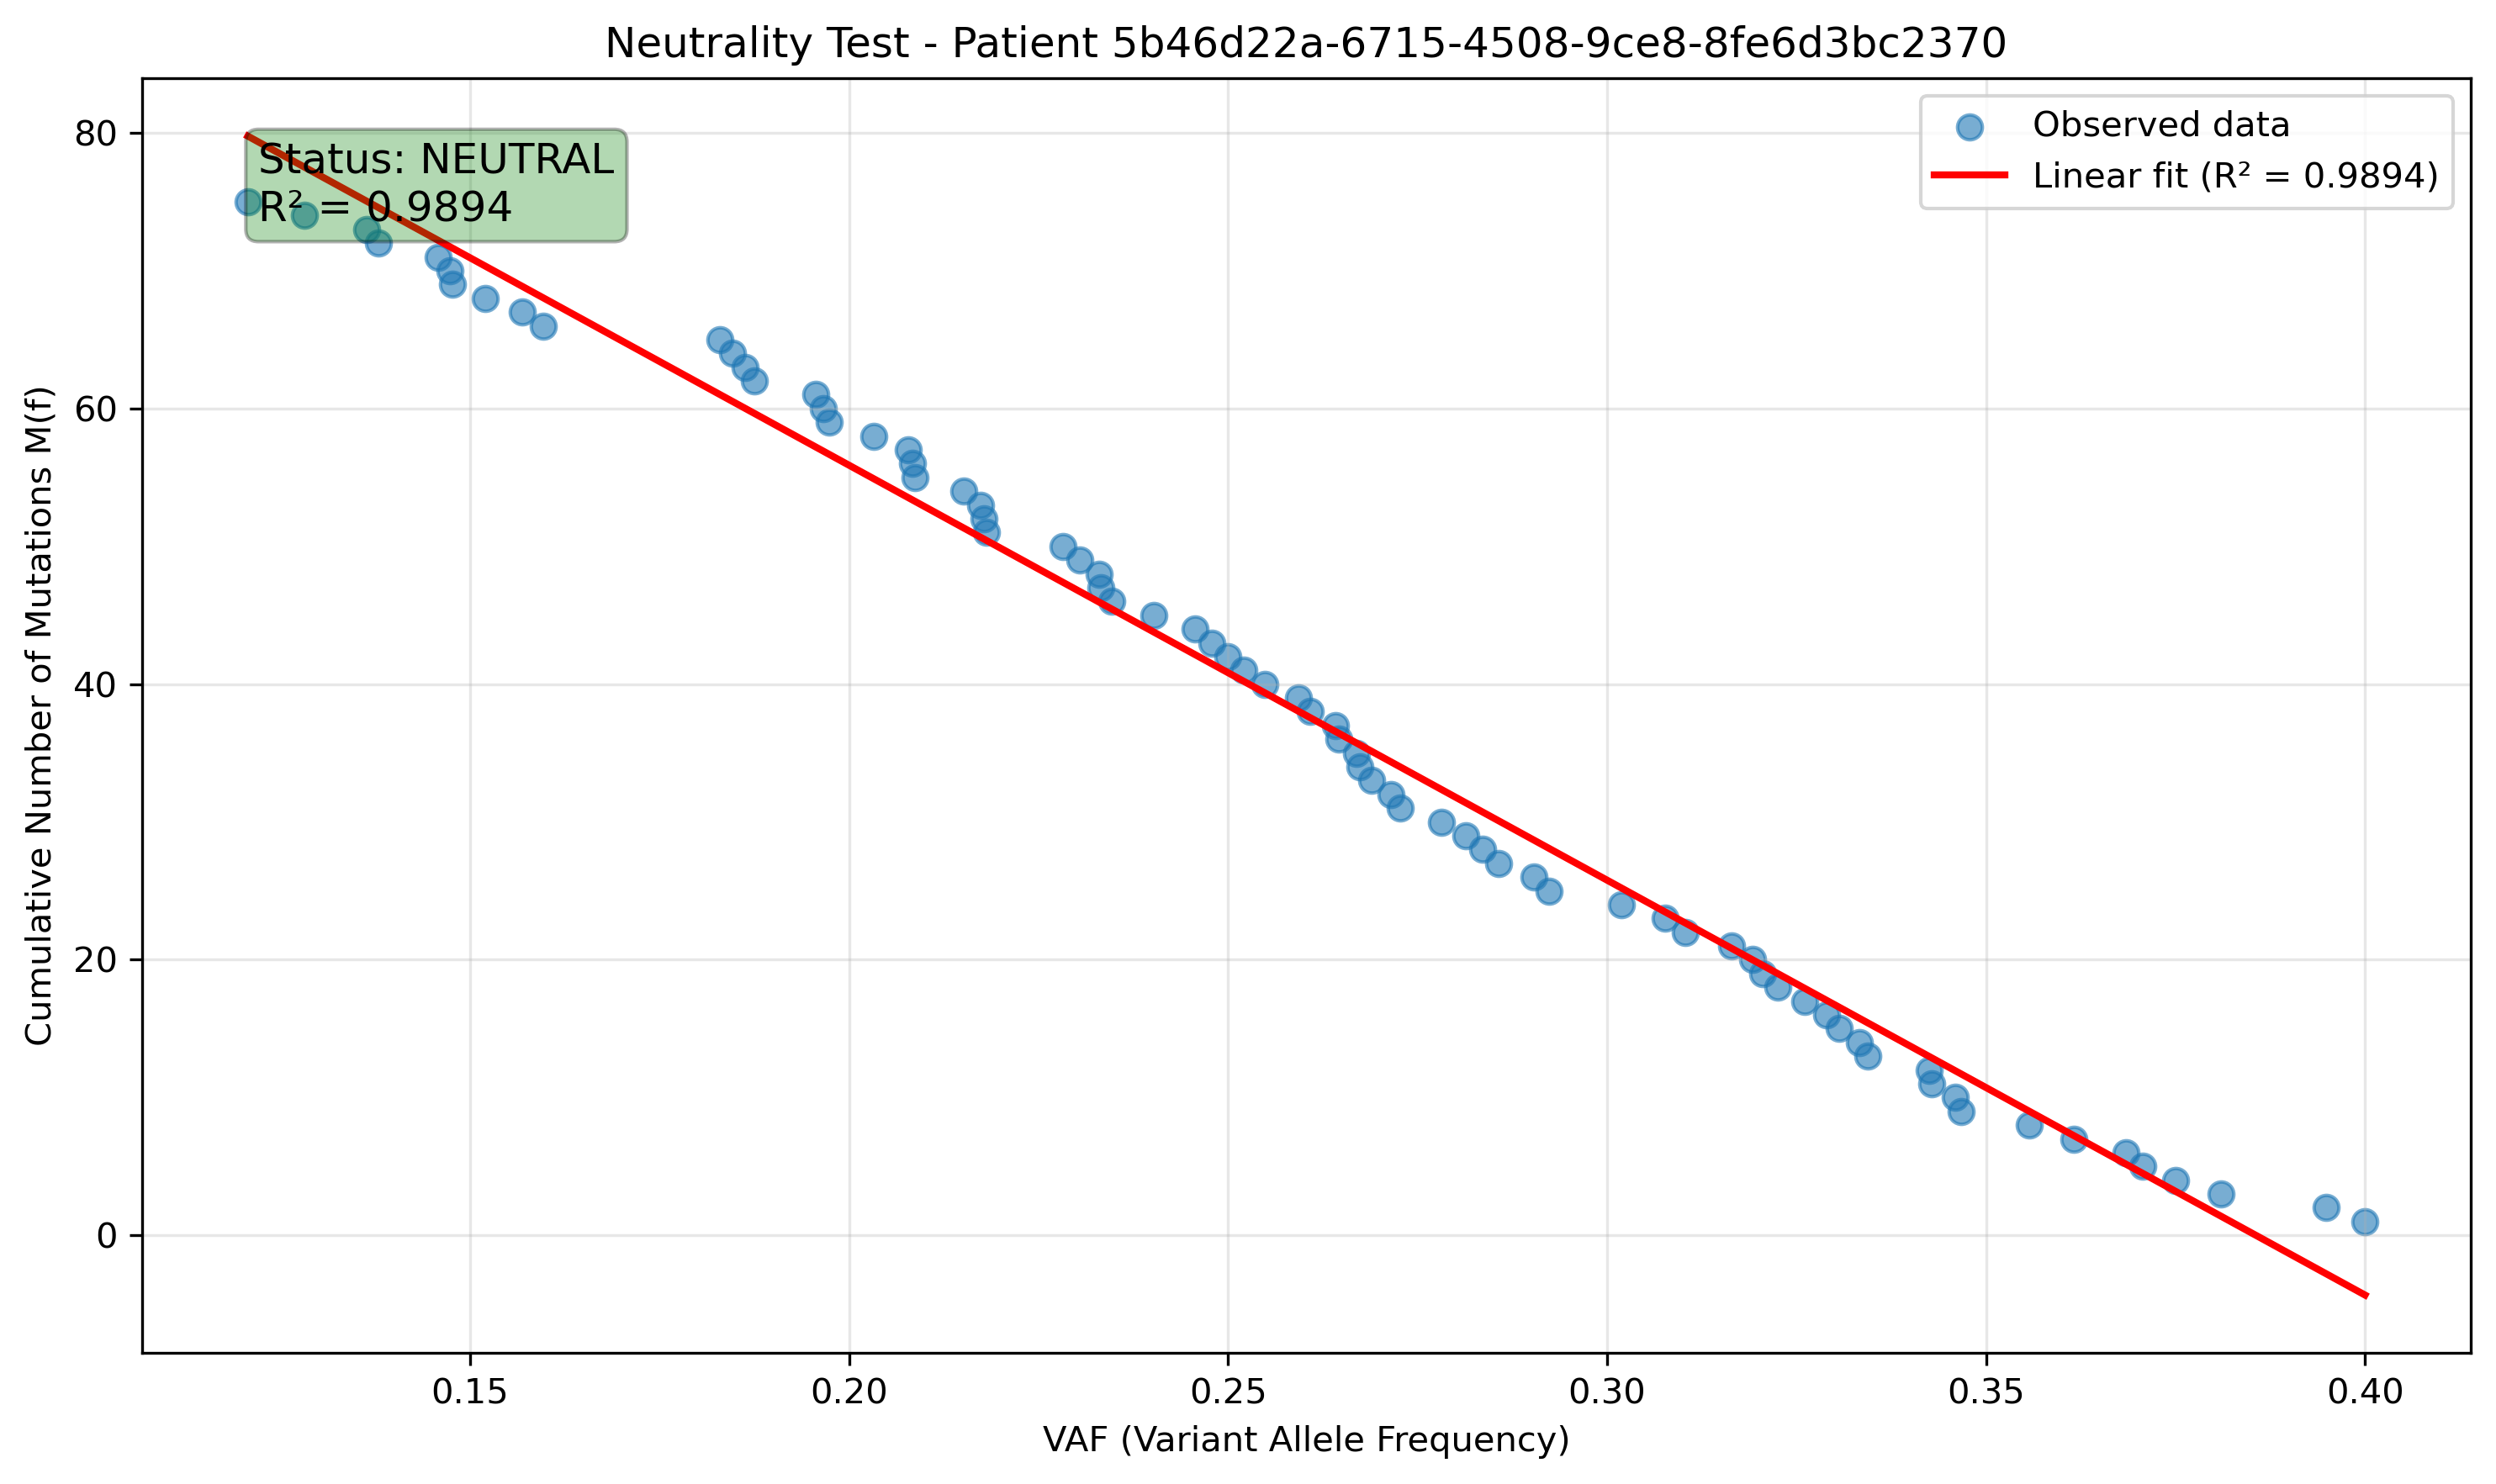 Neutrality Test - Patient 5b46d22a-6715-4508-9ce8-8fe6d3bc2370
Status: NEUTRAL
R² = 0.9894
Observed data
Linear fit (R² = 0.9894)
Cumulative Number of Mutations M(f)
80
60
40
20
0
0.15
0.20
0.25
0.30
0.35
0.40
VAF (Variant Allele Frequency)